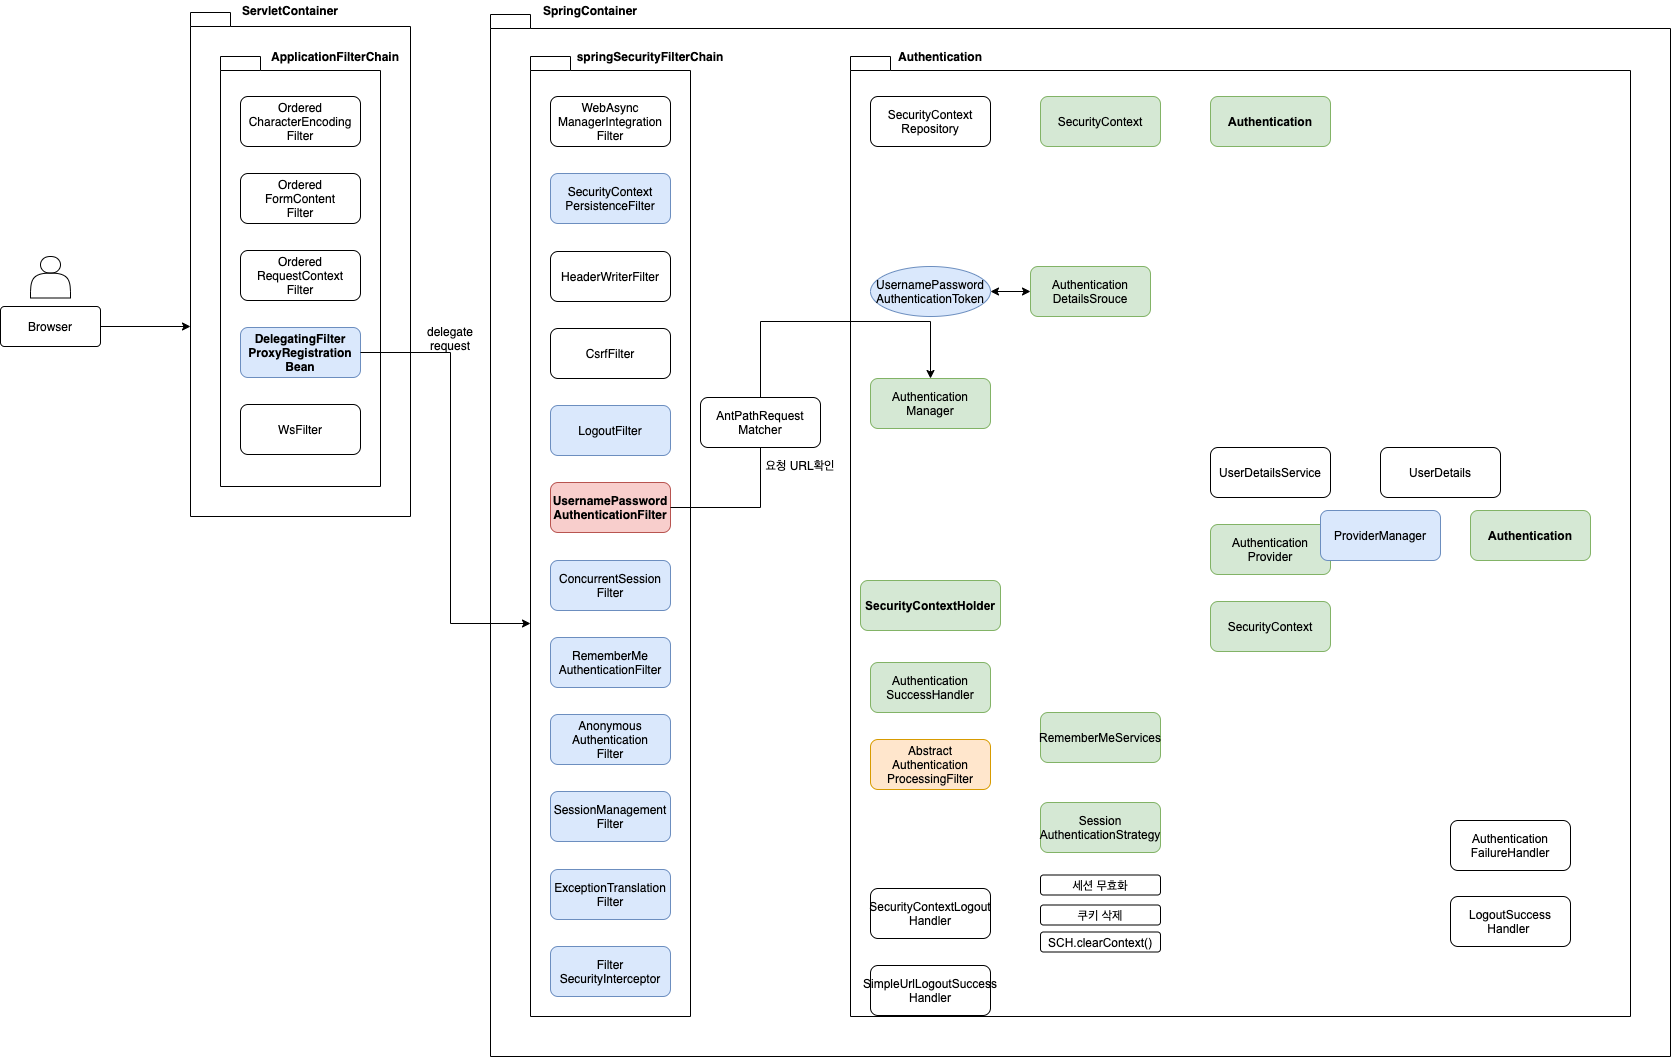 ServletContainer
ApplicationFilterChain
Ordered
CharacterEncoding
Filter
Ordered
FormContent
Filter
Ordered
RequestContext
Filter
DelegatingFilter
ProxyRegistration
Bean
WsFilter
Browser
delegate
request
SpringContainer
springSecurityFilterChain
WebAsync
ManagerIntegration
Filter
SecurityContext
PersistenceFilter
HeaderWriterFilter
CsrfFilter
LogoutFilter
UsernamePassword
AuthenticationFilter
ConcurrentSession
Filter
RememberMe
AuthenticationFilter
Anonymous
Authentication
Filter
SessionManagement
Filter
ExceptionTranslation
Filter
Filter
SecurityInterceptor
AntPathRequest
Matcher
요청 URL확인
Authentication
SecurityContext
Repository
SecurityContext
Authentication
UsernamePassword
AuthenticationToken
Authentication
DetailsSrouce
Authentication
Manager
UserDetailsService
UserDetails
Authentication
Provider
ProviderManager
Authentication
SecurityContextHolder
SecurityContext
Authentication
SuccessHandler
RememberMeServices
Abstract
Authentication
ProcessingFilter
Session
AuthenticationStrategy
Authentication
FailureHandler
SecurityContextLogout
Handler
세션 무효화
쿠키 삭제
SCH.clearContext()
LogoutSuccess
Handler
SimpleUrlLogoutSuccess
Handler